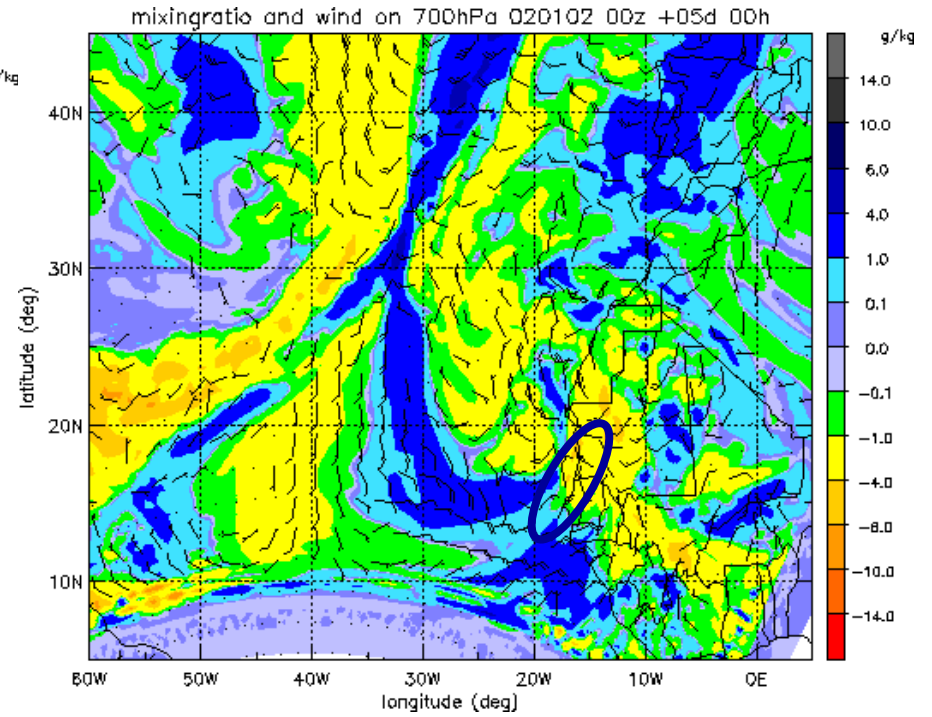 mixingratio and wind on 700hPa 020102 00z +05d 00h
g/kg
/kg
14.0
10.0
6.0
4.0
1.0
0.1
0.0
−0.1
−1.0
−4.0
−8.0
−10.0
−14.0
40N
30N
20N
10N
latitude (deg)
60W 50W 40W 30W 20W 10W 0E
longitude (deg)